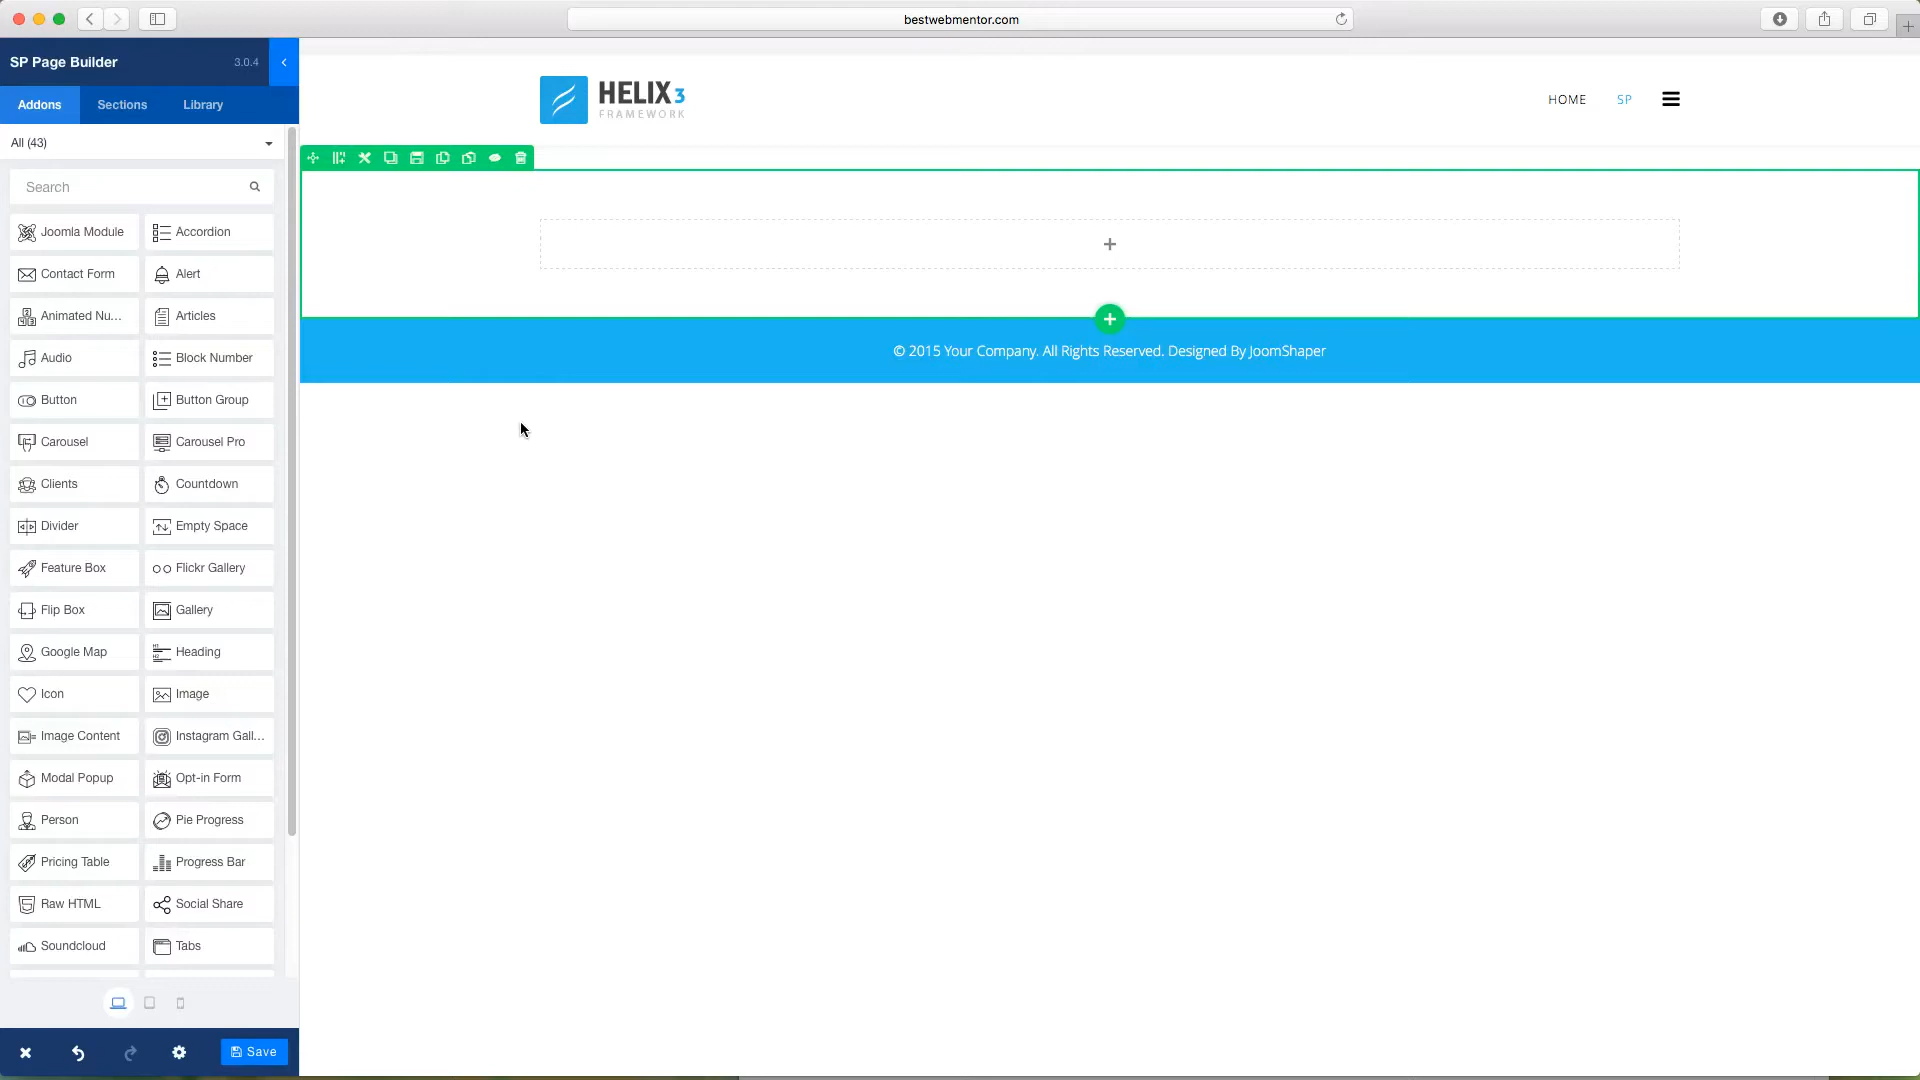 bestwebmentor.com
SP Page Builder 3.0.4
Addons Sections Library
All (43)
Search
Joomla Module Accordion
Contact Form Alert
Animated Nu... Articles
Audio Block Number
Button Button Group
Carousel Carousel Pro
Clients Countdown
Divider Empty Space
Feature Box Flickr Gallery
Flip Box Gallery
Google Map Heading
Icon Image
Image Content Instagram Gall...
Modal Popup Opt-in Form
Person Pie Progress
Pricing Table Progress Bar
Raw HTML Social Share
Soundcloud Tabs
Save
HELIX 3
FRAMEWORK
HOME SP
© 2015 Your Company. All Rights Reserved. Designed By JoomShaper